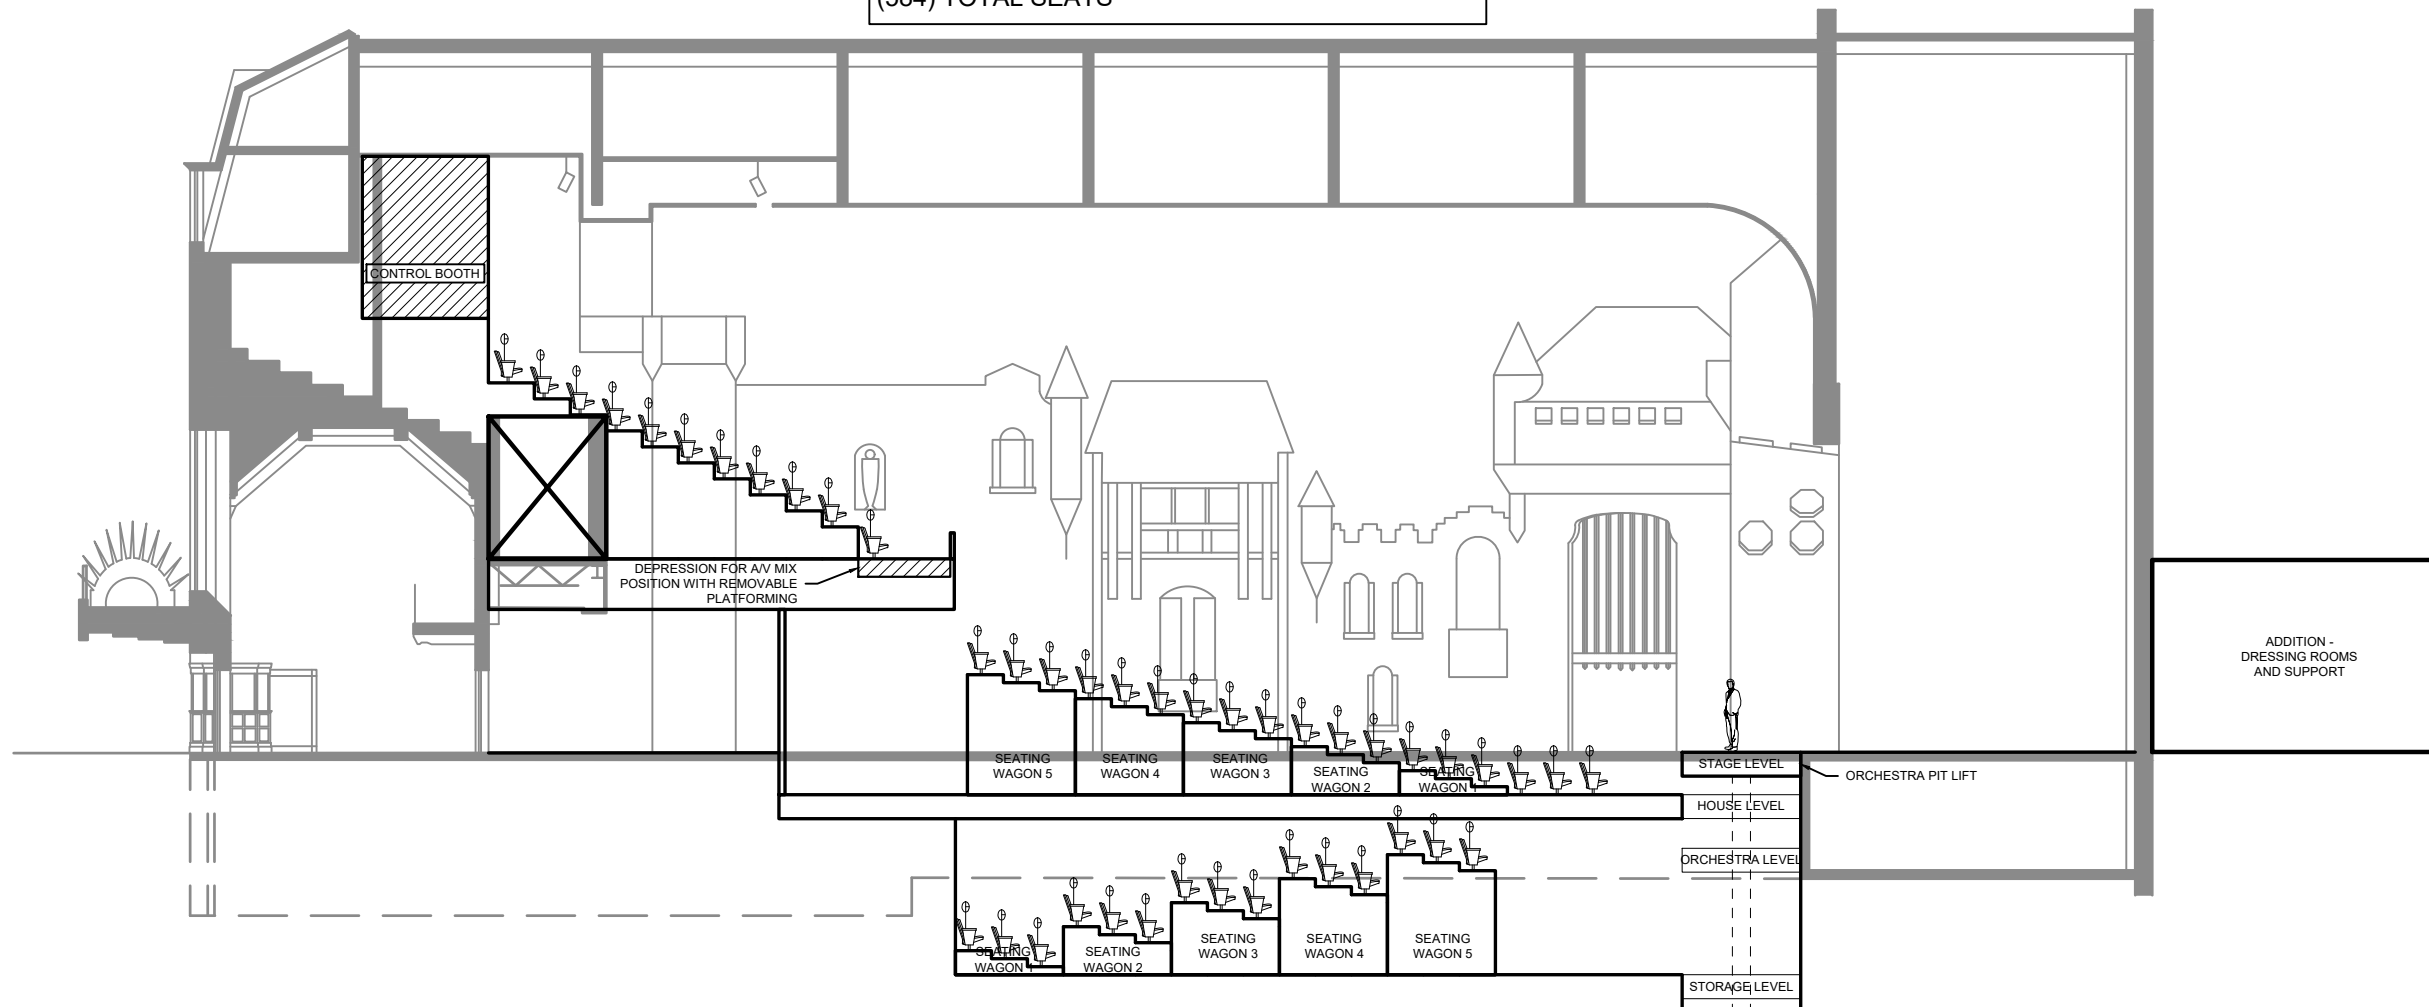 (584) TOTAL SEATS
CONTROL BOOTH
DEPRESSION FOR A/V MIX
POSITION WITH REMOVABLE
PLATFORMING
ADDITION -
DRESSING ROOMS
AND SUPPORT
SEATING
WAGON 5
SEATING
WAGON 4
SEATING
WAGON 3
SEATING
WAGON 2
SEATING
WAGON 1
STAGE LEVEL
ORCHESTRA PIT LIFT
HOUSE LEVEL
ORCHESTRA LEVEL
SEATING
WAGON 1
SEATING
WAGON 2
SEATING
WAGON 3
SEATING
WAGON 4
SEATING
WAGON 5
STORAGE LEVEL